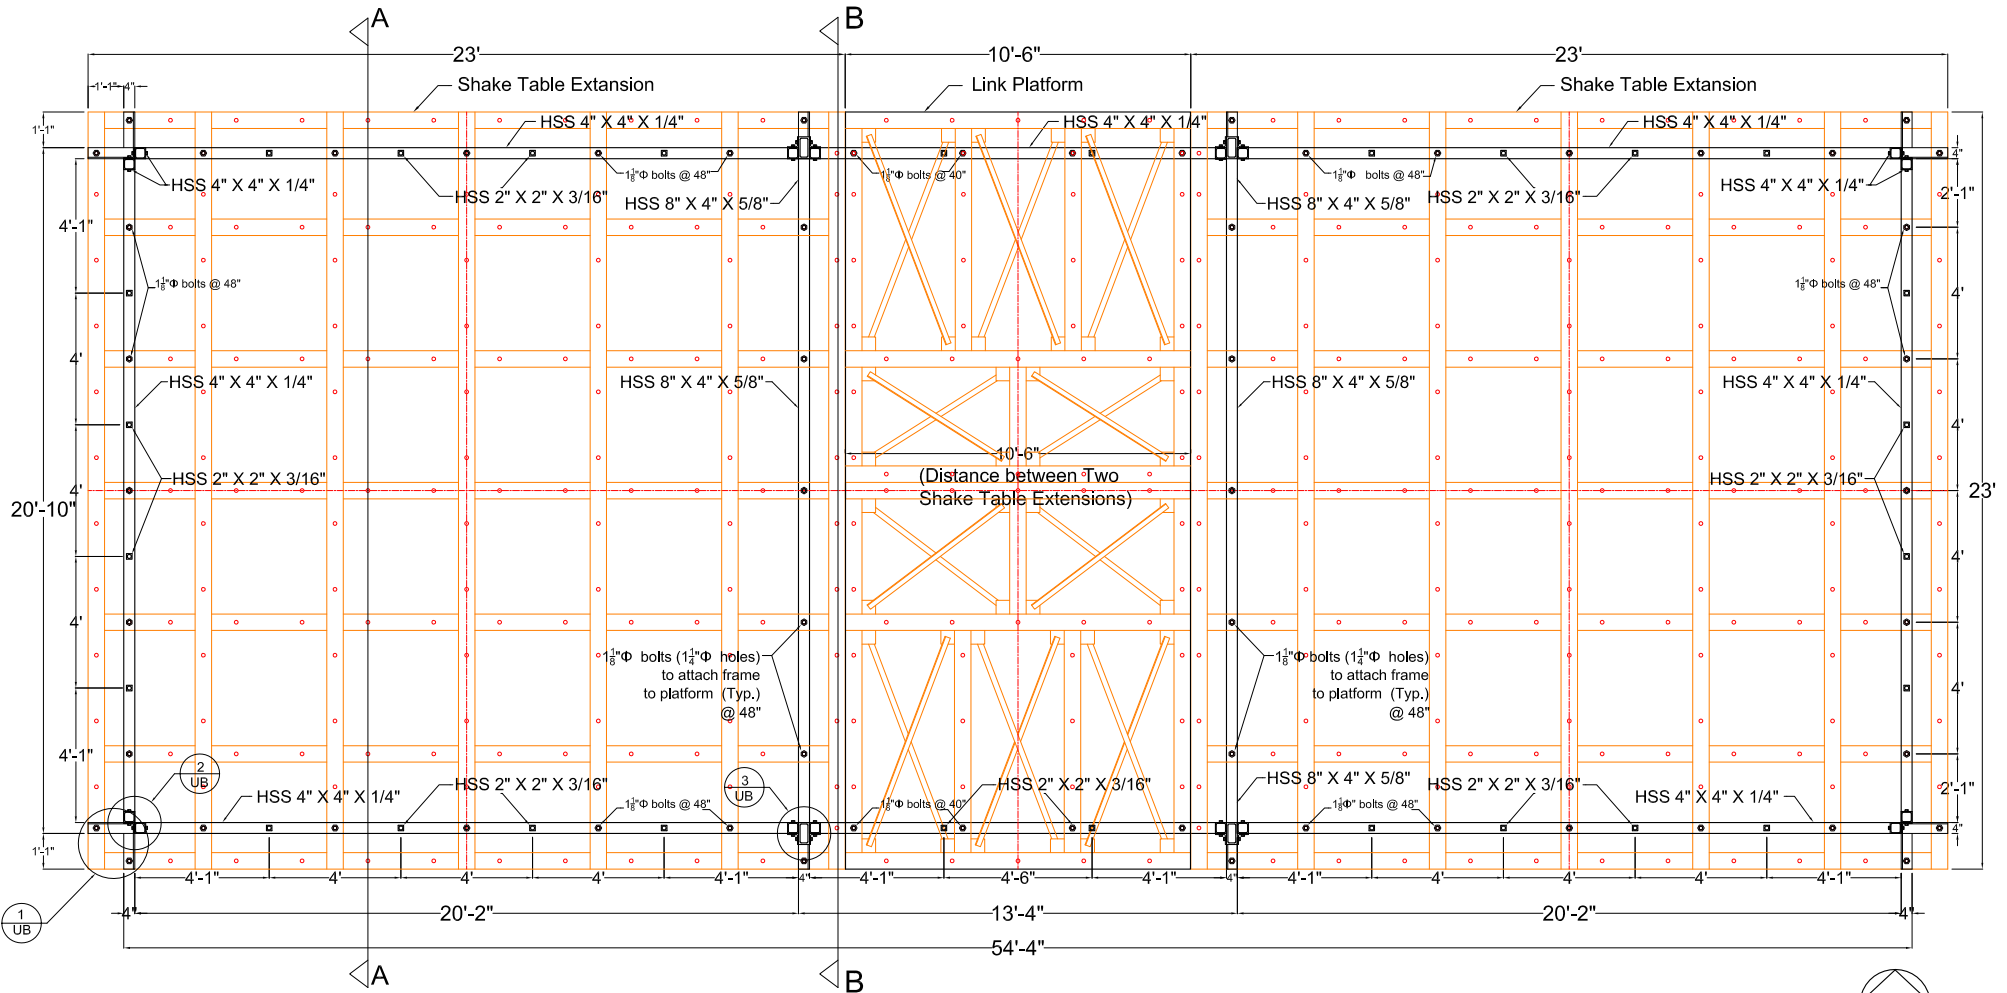 A
B
23'
10'-6"
23'
1'-1"
4"
Shake Table Extansion
Link Platform
Shake Table Extansion
1'-1"
HSS 4" X 4" X 1/4"
HSS 4" X 4" X 1/4"
HSS 4" X 4" X 1/4"
4"
HSS 4" X 4" X 1/4"
HSS 2" X 2" X 3/16"
1⅛"Φ bolts @ 48"
HSS 8" X 4" X 5/8"
1⅛"Φ bolts @ 40"
HSS 8" X 4" X 5/8"
1⅛"Φ bolts @ 48"
HSS 2" X 2" X 3/16"
HSS 4" X 4" X 1/4"
2'-1"
4'-1"
1⅛"Φ bolts @ 48"
1⅛"Φ bolts @ 48"
4'
4'
HSS 4" X 4" X 1/4"
HSS 8" X 4" X 5/8"
HSS 8" X 4" X 5/8"
HSS 4" X 4" X 1/4"
4'
10'-6"
(Distance between Two
Shake Table Extensions)
HSS 2" X 2" X 3/16"
HSS 2" X 2" X 3/16"
4'
20'-10"
23'
4'
4'
1⅛"Φ bolts (1¼"Φ holes)
to attach frame
to platform (Typ.)
@ 48"
1⅛"Φ bolts (1¼"Φ holes)
to attach frame
to platform (Typ.)
@ 48"
4'
4'-1"
2
UB
3
UB
HSS 4" X 4" X 1/4"
HSS 2" X 2" X 3/16"
1⅛"Φ bolts @ 48"
1⅛"Φ bolts @ 40"
HSS 2" X 2" X 3/16"
HSS 8" X 4" X 5/8"
1⅛"Φ" bolts @ 48"
HSS 2" X 2" X 3/16"
HSS 4" X 4" X 1/4"
2'-1"
4"
1'-1"
4'-1"
4'
4'
4'
4'-1"
4"
4'-1"
4'-6"
4'-1"
4"
4'-1"
4'
4'
4'
4'-1"
1
UB
4"
20'-2"
13'-4"
20'-2"
4"
54'-4"
A
B